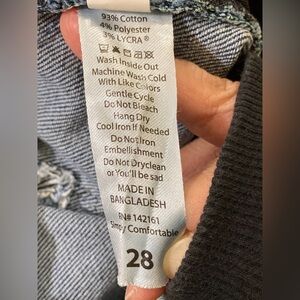 93% Cotton
4% Polyester
3% LYCRA®
Wash Inside Out
Machine Wash Cold
With Like Colors
Gentle Cycle
Do Not Bleach
Hang Dry
Cool Iron If Needed
Do Not Iron
Embellishment
Do Not Dryclean
or You'll be sad
MADE IN
BANGLADESH
RN# 142161
Simply Comfortable
28